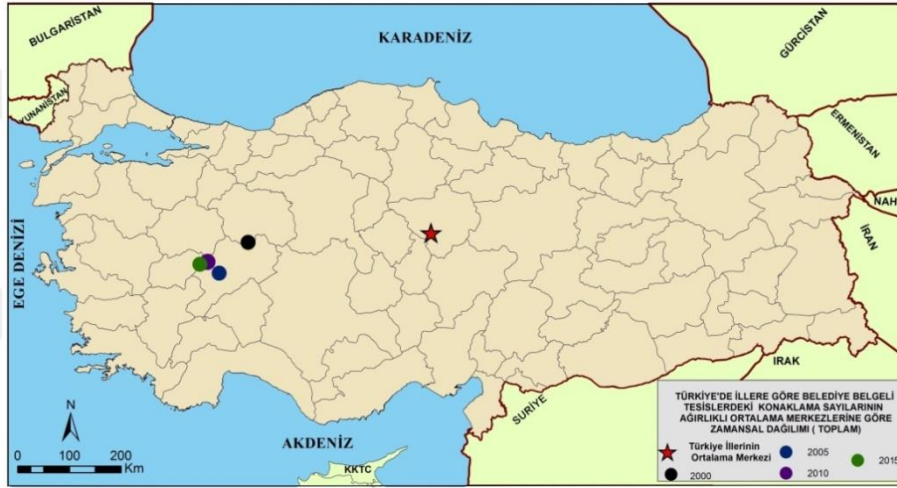 BULGARİSTAN
KARADENİZ
GÜRCİSTAN
YUNANİSTAN
ERMENİSTAN
NAH
İRAN
EGE DENİZİ
IRAK
SURİYE
AKDENİZ
KKTC
N
0 100 200
Km
TÜRKİYE'DE İLLERE GÖRE BELEDİYE BELGELİ
TESİSLERDEKİ KONAKLAMA SAYILARININ
AĞIRLIKLI ORTALAMA MERKEZLERİNE GÖRE
ZAMANSAL DAĞILIMI ( TOPLAM)
Türkiye İllerinin
Ortalama Merkezi
2005
2015
2000
2010